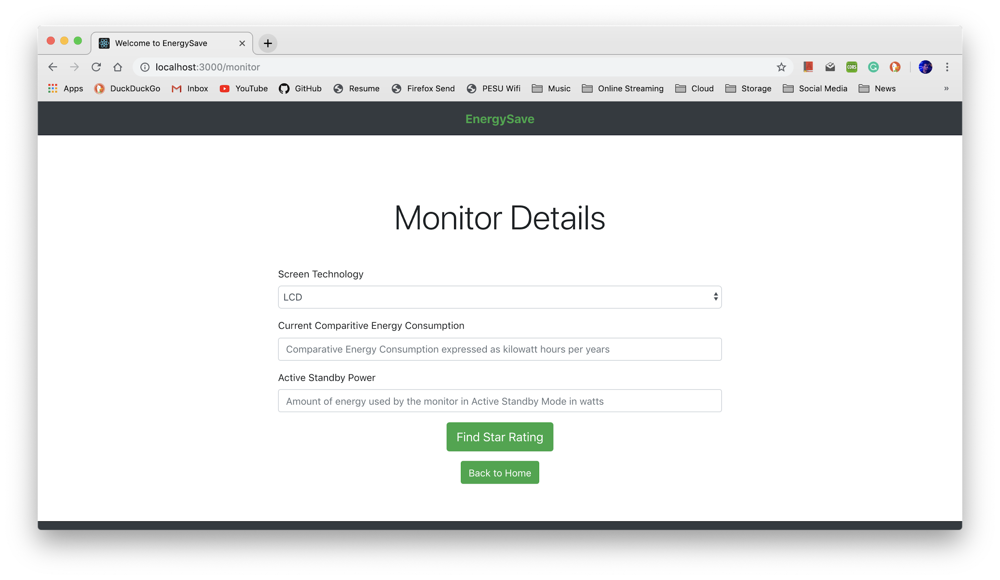 Welcome to EnergySave
localhost:3000/monitor
CORS
Apps DuckDuckGo Inbox YouTube GitHub Resume Firefox Send PESU Wifi Music Online Streaming Cloud Storage Social Media News »
EnergySave
Monitor Details
Screen Technology
LCD
Current Comparitive Energy Consumption
Comparative Energy Consumption expressed as kilowatt hours per years
Active Standby Power
Amount of energy used by the monitor in Active Standby Mode in watts
Find Star Rating
Back to Home